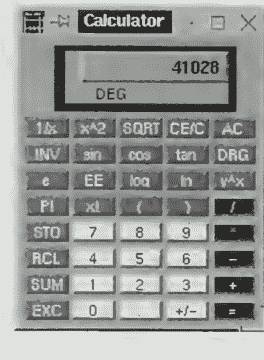 Calculator
41028
DEG
1/x x^2 SQRT CE/C AC
INV sin cos tan DRG
e EE log ln y^x
PI x! ( ) /
STO 7 8 9 *
RCL 4 5 6 -
SUM 1 2 3 +
EXC 0 . +/- =